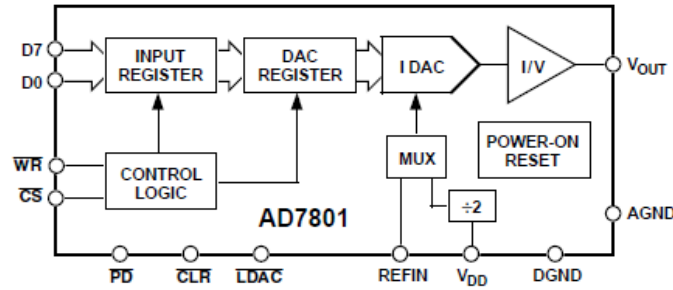 D7
D0
INPUT
REGISTER
DAC
REGISTER
I DAC
I/V
VOUT
MUX
POWER-ON
RESET
WR
CS
CONTROL
LOGIC
÷2
AD7801
AGND
PD
CLR
LDAC
REFIN
VDD
DGND